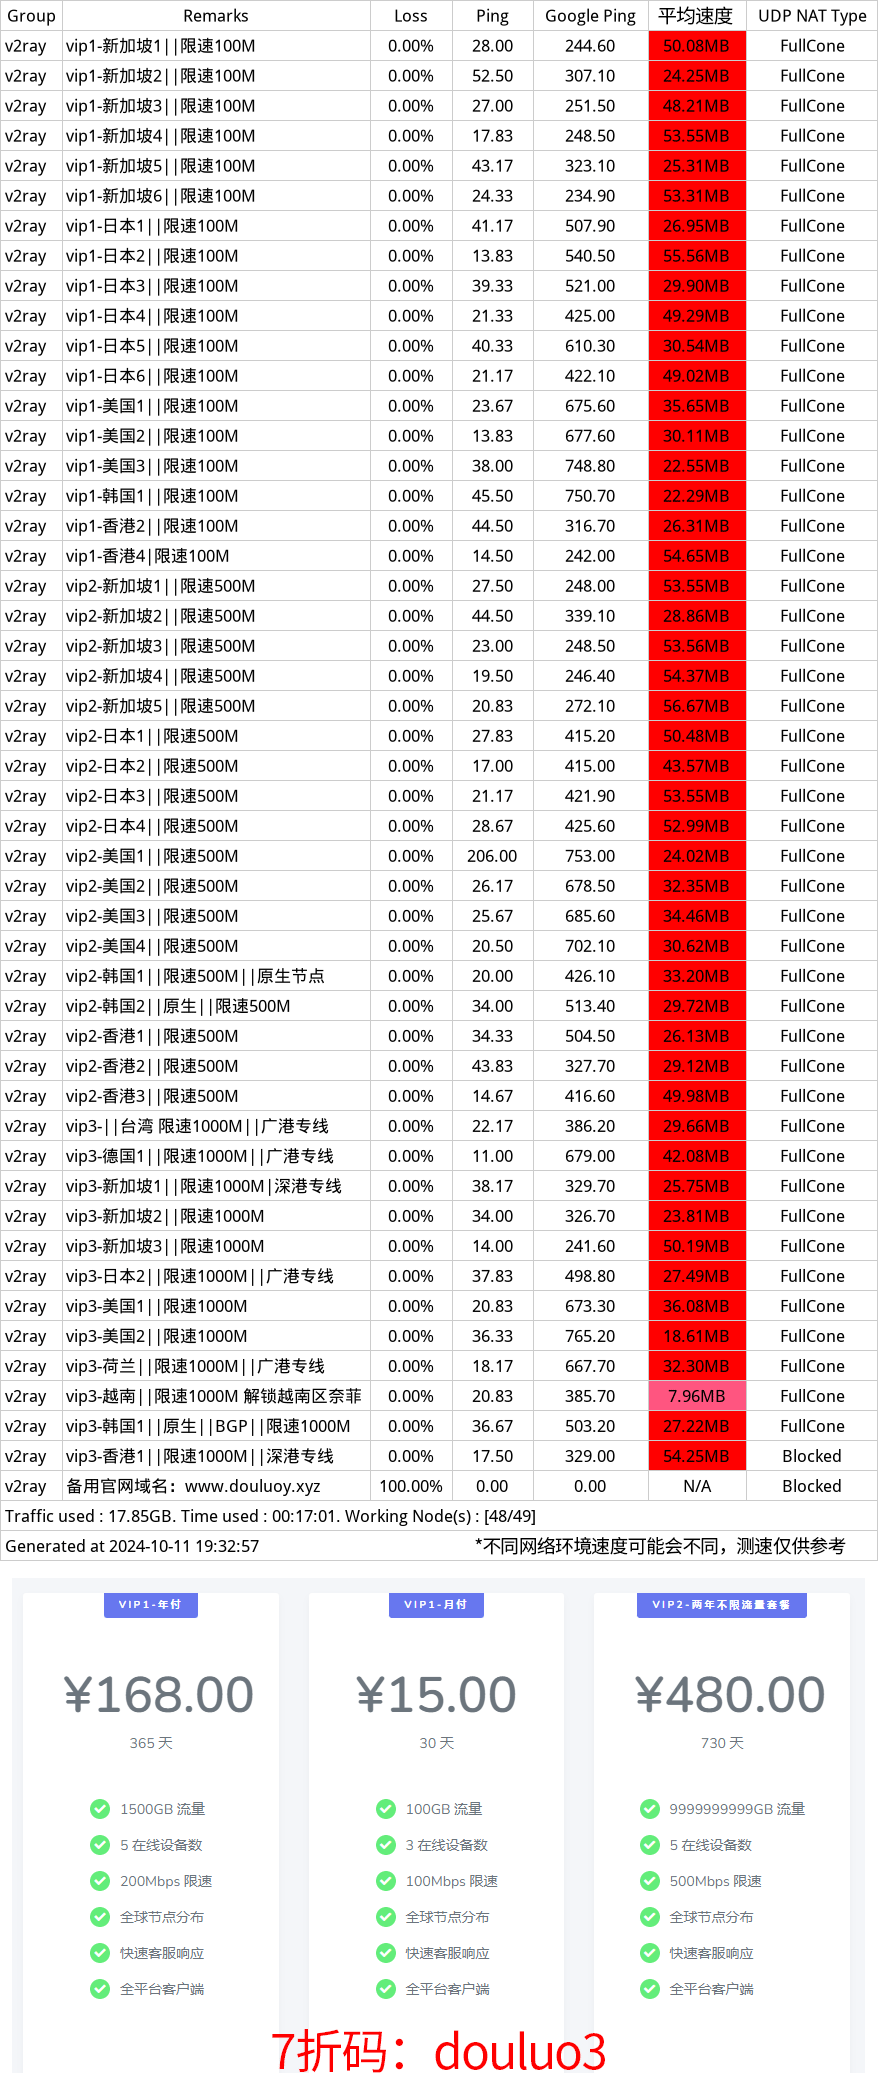 Group Remarks Loss Ping Google Ping 平均速度 UDP NAT Type
v2ray vip1-新加坡1||限速100M 0.00% 28.00 244.60 50.08MB FullCone
v2ray vip1-新加坡2||限速100M 0.00% 52.50 307.10 24.25MB FullCone
v2ray vip1-新加坡3||限速100M 0.00% 27.00 251.50 48.21MB FullCone
v2ray vip1-新加坡4||限速100M 0.00% 17.83 248.50 53.55MB FullCone
v2ray vip1-新加坡5||限速100M 0.00% 43.17 323.10 25.31MB FullCone
v2ray vip1-新加坡6||限速100M 0.00% 24.33 234.90 53.31MB FullCone
v2ray vip1-日本1||限速100M 0.00% 41.17 507.90 26.95MB FullCone
v2ray vip1-日本2||限速100M 0.00% 13.83 540.50 55.56MB FullCone
v2ray vip1-日本3||限速100M 0.00% 39.33 521.00 29.90MB FullCone
v2ray vip1-日本4||限速100M 0.00% 21.33 425.00 49.29MB FullCone
v2ray vip1-日本5||限速100M 0.00% 40.33 610.30 30.54MB FullCone
v2ray vip1-日本6||限速100M 0.00% 21.17 422.10 49.02MB FullCone
v2ray vip1-美国1||限速100M 0.00% 23.67 675.60 35.65MB FullCone
v2ray vip1-美国2||限速100M 0.00% 13.83 677.60 30.11MB FullCone
v2ray vip1-美国3||限速100M 0.00% 38.00 748.80 22.55MB FullCone
v2ray vip1-韩国1||限速100M 0.00% 45.50 750.70 22.29MB FullCone
v2ray vip1-香港2||限速100M 0.00% 44.50 316.70 26.31MB FullCone
v2ray vip1-香港4|限速100M 0.00% 14.50 242.00 54.65MB FullCone
v2ray vip2-新加坡1||限速500M 0.00% 27.50 248.00 53.55MB FullCone
v2ray vip2-新加坡2||限速500M 0.00% 44.50 339.10 28.86MB FullCone
v2ray vip2-新加坡3||限速500M 0.00% 23.00 248.50 53.56MB FullCone
v2ray vip2-新加坡4||限速500M 0.00% 19.50 246.40 54.37MB FullCone
v2ray vip2-新加坡5||限速500M 0.00% 20.83 272.10 56.67MB FullCone
v2ray vip2-日本1||限速500M 0.00% 27.83 415.20 50.48MB FullCone
v2ray vip2-日本2||限速500M 0.00% 17.00 415.00 43.57MB FullCone
v2ray vip2-日本3||限速500M 0.00% 21.17 421.90 53.55MB FullCone
v2ray vip2-日本4||限速500M 0.00% 28.67 425.60 52.99MB FullCone
v2ray vip2-美国1||限速500M 0.00% 206.00 753.00 24.02MB FullCone
v2ray vip2-美国2||限速500M 0.00% 26.17 678.50 32.35MB FullCone
v2ray vip2-美国3||限速500M 0.00% 25.67 685.60 34.46MB FullCone
v2ray vip2-美国4||限速500M 0.00% 20.50 702.10 30.62MB FullCone
v2ray vip2-韩国1||限速500M||原生节点 0.00% 20.00 426.10 33.20MB FullCone
v2ray vip2-韩国2||原生||限速500M 0.00% 34.00 513.40 29.72MB FullCone
v2ray vip2-香港1||限速500M 0.00% 34.33 504.50 26.13MB FullCone
v2ray vip2-香港2||限速500M 0.00% 43.83 327.70 29.12MB FullCone
v2ray vip2-香港3||限速500M 0.00% 14.67 416.60 49.98MB FullCone
v2ray vip3-||台湾 限速1000M||广港专线 0.00% 22.17 386.20 29.66MB FullCone
v2ray vip3-德国1||限速1000M||广港专线 0.00% 11.00 679.00 42.08MB FullCone
v2ray vip3-新加坡1||限速1000M|深港专线 0.00% 38.17 329.70 25.75MB FullCone
v2ray vip3-新加坡2||限速1000M 0.00% 34.00 326.70 23.81MB FullCone
v2ray vip3-新加坡3||限速1000M 0.00% 14.00 241.60 50.19MB FullCone
v2ray vip3-日本2||限速1000M||广港专线 0.00% 37.83 498.80 27.49MB FullCone
v2ray vip3-美国1||限速1000M 0.00% 20.83 673.30 36.08MB FullCone
v2ray vip3-美国2||限速1000M 0.00% 36.33 765.20 18.61MB FullCone
v2ray vip3-荷兰||限速1000M||广港专线 0.00% 18.17 667.70 32.30MB FullCone
v2ray vip3-越南||限速1000M 解锁越南区奈菲 0.00% 20.83 385.70 7.96MB FullCone
v2ray vip3-韩国1||原生||BGP||限速1000M 0.00% 36.67 503.20 27.22MB FullCone
v2ray vip3-香港1||限速1000M||深港专线 0.00% 17.50 329.00 54.25MB Blocked
v2ray 备用官网域名：www.douluoy.xyz 100.00% 0.00 0.00 N/A Blocked
Traffic used : 17.85GB. Time used : 00:17:01. Working Node(s) : [48/49]
Generated at 2024-10-11 19:32:57 *不同网络环境速度可能会不同，测速仅供参考
VIP1-年付 VIP1-月付 VIP2-两年不限流量套餐
¥168.00 ¥15.00 ¥480.00
365 天 30 天 730 天
1500GB 流量 100GB 流量 9999999999GB 流量
5 在线设备数 3 在线设备数 5 在线设备数
200Mbps 限速 100Mbps 限速 500Mbps 限速
全球节点分布 全球节点分布 全球节点分布
快速客服响应 快速客服响应 快速客服响应
全平台客户端 全平台客户端 全平台客户端
7折码：douluo3